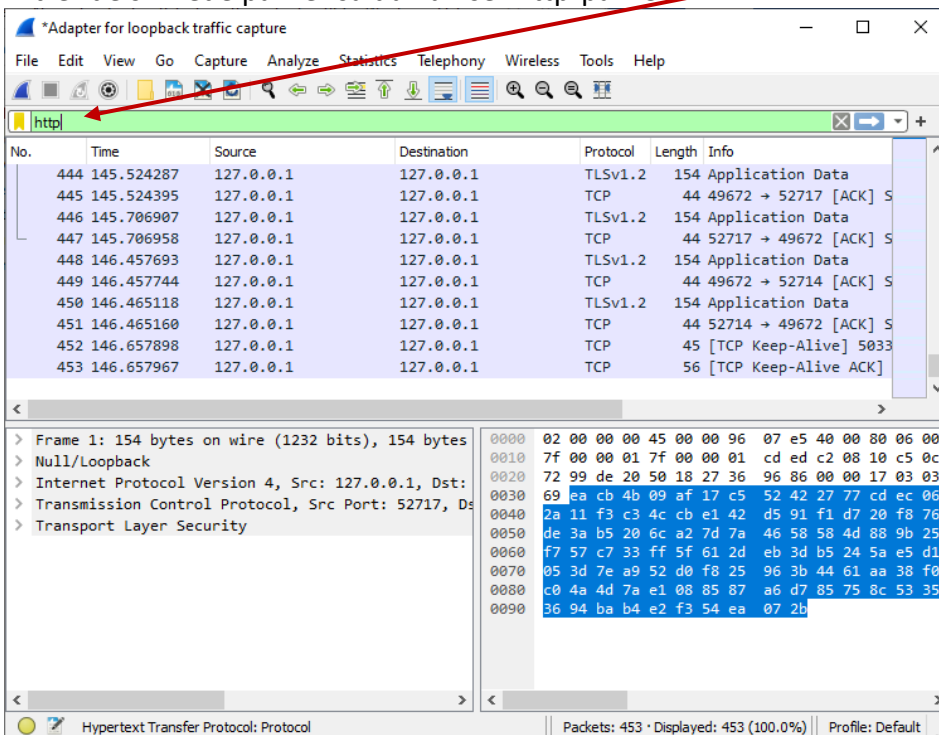 *Adapter for loopback traffic capture
File Edit View Go Capture Analyze Statistics Telephony Wireless Tools Help
http
No. Time Source Destination Protocol Length Info
444 145.524287 127.0.0.1 127.0.0.1 TLSv1.2 154 Application Data
445 145.524395 127.0.0.1 127.0.0.1 TCP 44 49672 → 52717 [ACK] S
446 145.706907 127.0.0.1 127.0.0.1 TLSv1.2 154 Application Data
447 145.706958 127.0.0.1 127.0.0.1 TCP 44 52717 → 49672 [ACK] S
448 146.457693 127.0.0.1 127.0.0.1 TLSv1.2 154 Application Data
449 146.457744 127.0.0.1 127.0.0.1 TCP 44 49672 → 52714 [ACK] S
450 146.465118 127.0.0.1 127.0.0.1 TLSv1.2 154 Application Data
451 146.465160 127.0.0.1 127.0.0.1 TCP 44 52714 → 49672 [ACK] S
452 146.657898 127.0.0.1 127.0.0.1 TCP 45 [TCP Keep-Alive] 5033
453 146.657967 127.0.0.1 127.0.0.1 TCP 56 [TCP Keep-Alive ACK]
> Frame 1: 154 bytes on wire (1232 bits), 154 bytes
> Null/Loopback
> Internet Protocol Version 4, Src: 127.0.0.1, Dst:
> Transmission Control Protocol, Src Port: 52717, Ds
> Transport Layer Security
0000 02 00 00 00 45 00 00 96 07 e5 40 00 80 06 00
0010 7f 00 00 01 7f 00 00 01 cd ed c2 08 10 c5 0c
0020 72 99 de 20 50 18 27 36 96 86 00 00 17 03 03
0030 69 ea cb 4b 09 af 17 c5 52 42 27 77 cd ec 06
0040 2a 11 f3 c3 4c cb e1 42 d5 91 f1 d7 20 f8 76
0050 de 3a b5 20 6c a2 7d 7a 46 58 58 4d 88 9b 25
0060 f7 57 c7 33 ff 5f 61 2d eb 3d b5 24 5a e5 d1
0070 05 3d 7e a9 52 d0 f8 25 96 3b 44 61 aa 38 f0
0080 c0 4a 4d 7a e1 08 85 87 a6 d7 85 75 8c 53 35
0090 36 94 ba b4 e2 f3 54 ea 07 2b
Hypertext Transfer Protocol: Protocol
Packets: 453 · Displayed: 453 (100.0%)
Profile: Default